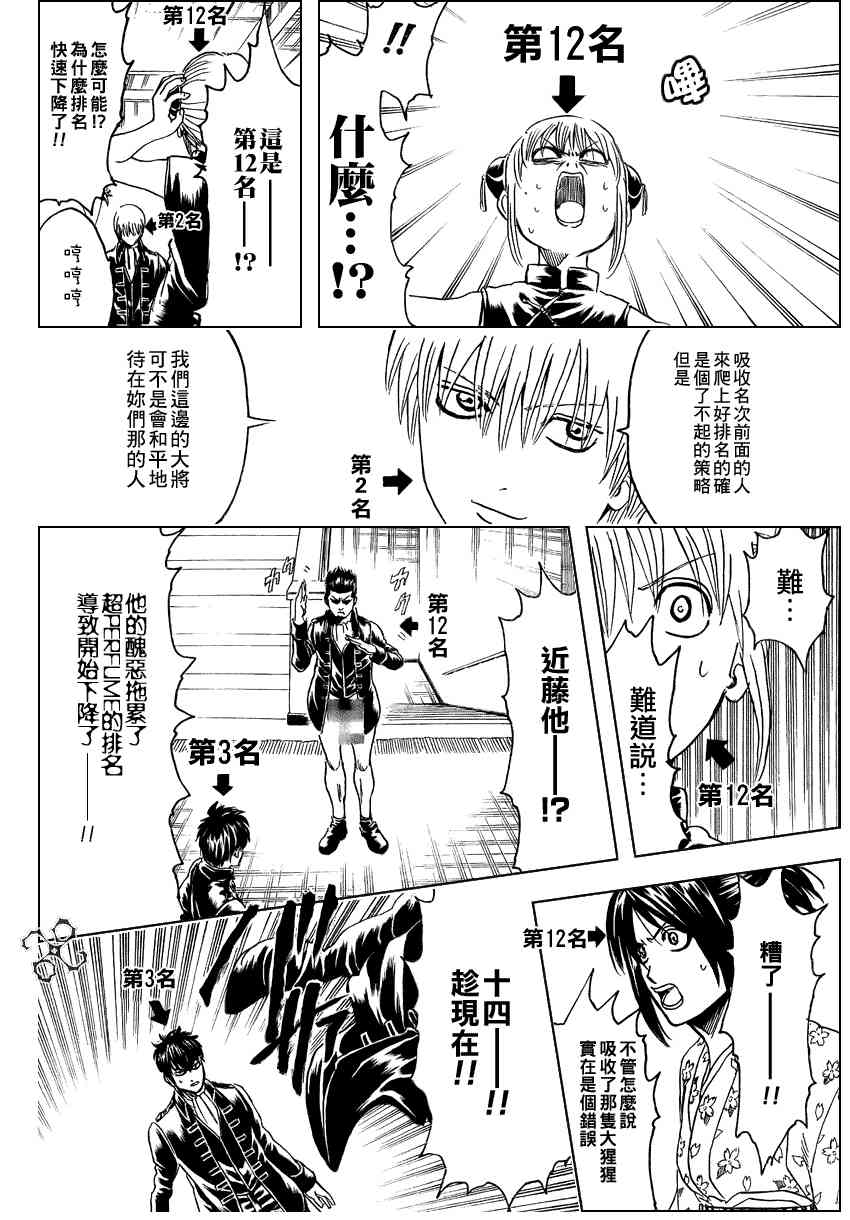 第12名
嗶
!!
什麼…!?
第12名
怎麼可能!?
為什麼排名
快速下降了!!
這是——
第12名——!?
第2名
哼
哼
哼
吸收名次前面的人
來爬上好排名的確
是個了不起的策略
但是
第2名
我們這邊的大將
可不是會和平地
待在妳們那的人
難…
難道說…
第12名
近藤他——!?
第12名
ガガ
ガガ
第3名
他的醜惡拖累了
超PERFUME的排名
導致開始下降了——!!
糟了——
第12名
不管怎麼說
吸收了那隻大猩猩
實在是個錯誤
十四——!!
趁現在!!
第3名